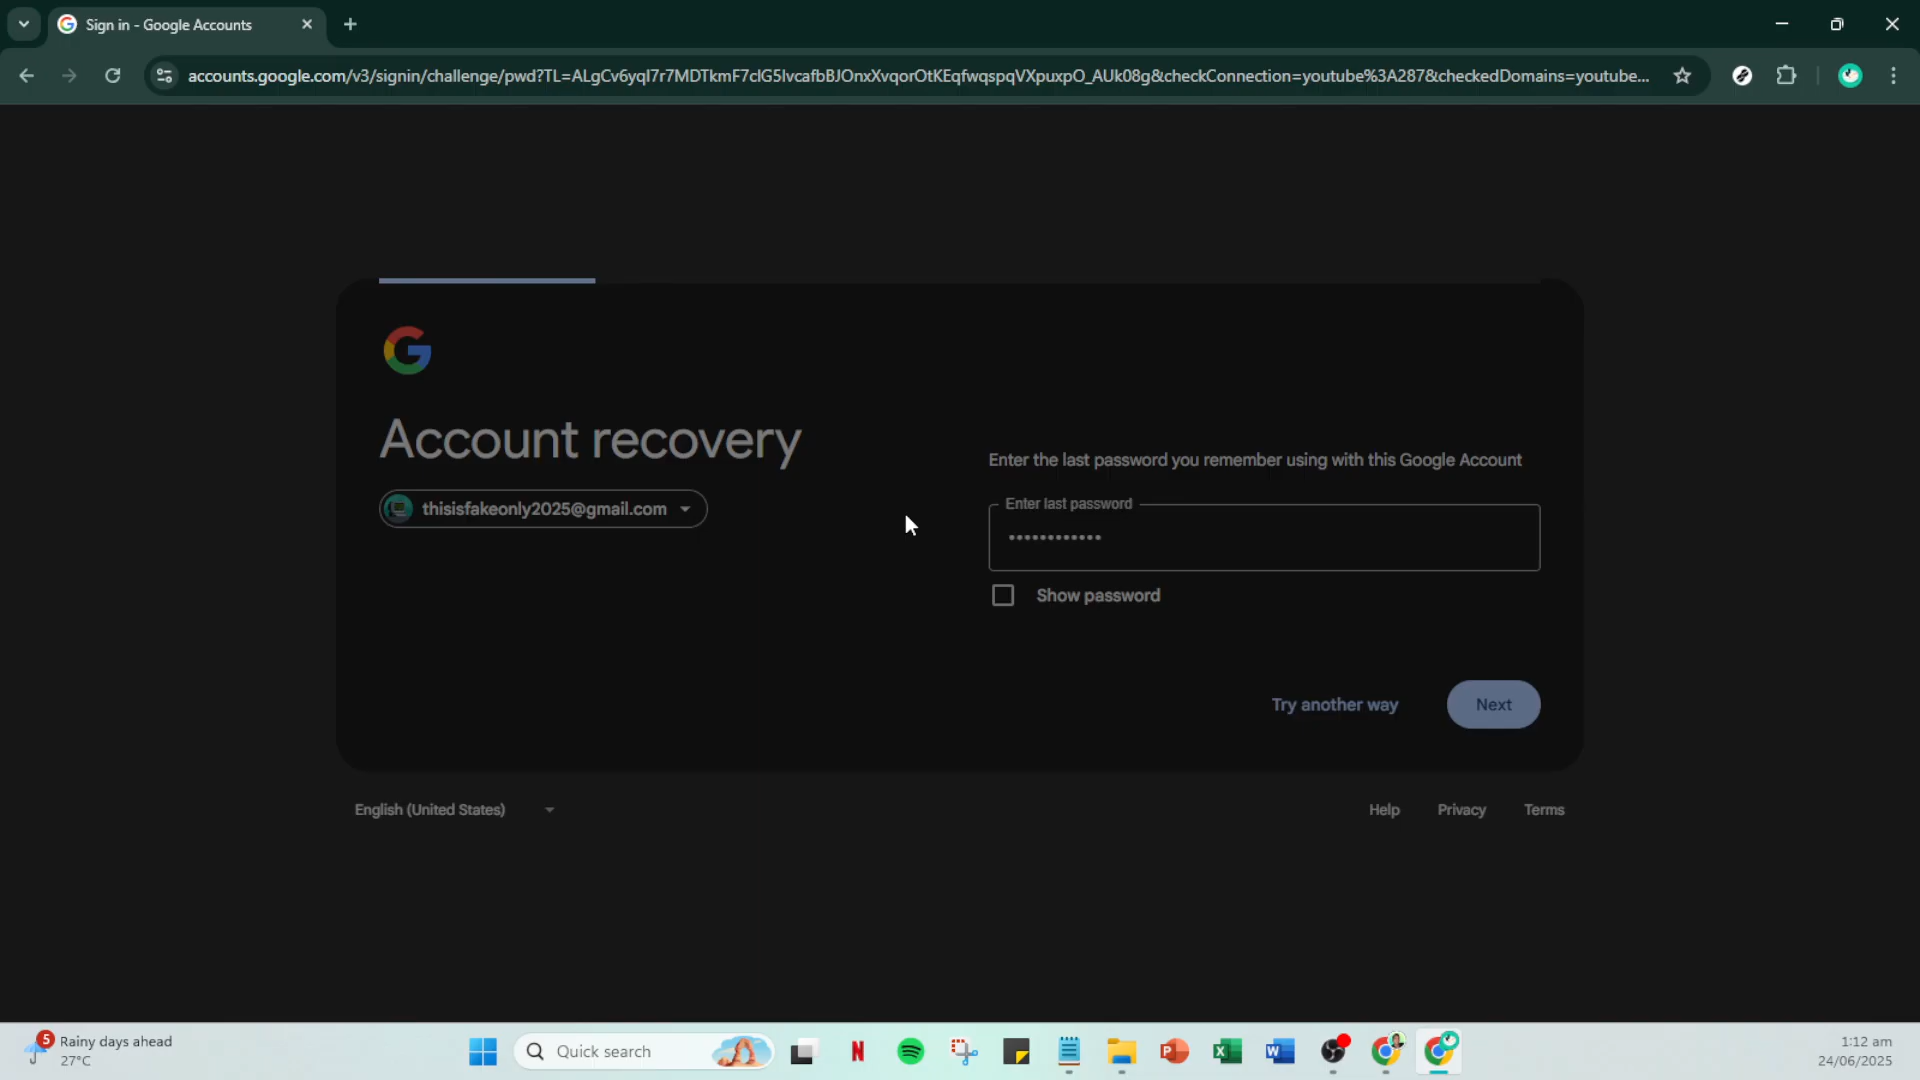 Sign in - Google Accounts
accounts.google.com/v3/signin/challenge/pwd?TL=ALgCv6yqI7r7MDTkmF7cIG5IvcafbBJOnxXvqorOtKEqfwqspqVXpuxpO_AUk08g&checkConnection=youtube%3A287&checkedDomains=youtube...
Account recovery
thisisfakeonly2025@gmail.com
Enter the last password you remember using with this Google Account
Enter last password
••••••••••••
Show password
Try another way
Next
English (United States)
Help
Privacy
Terms
5
Rainy days ahead
27°C
Quick search
1:12 am
24/06/2025